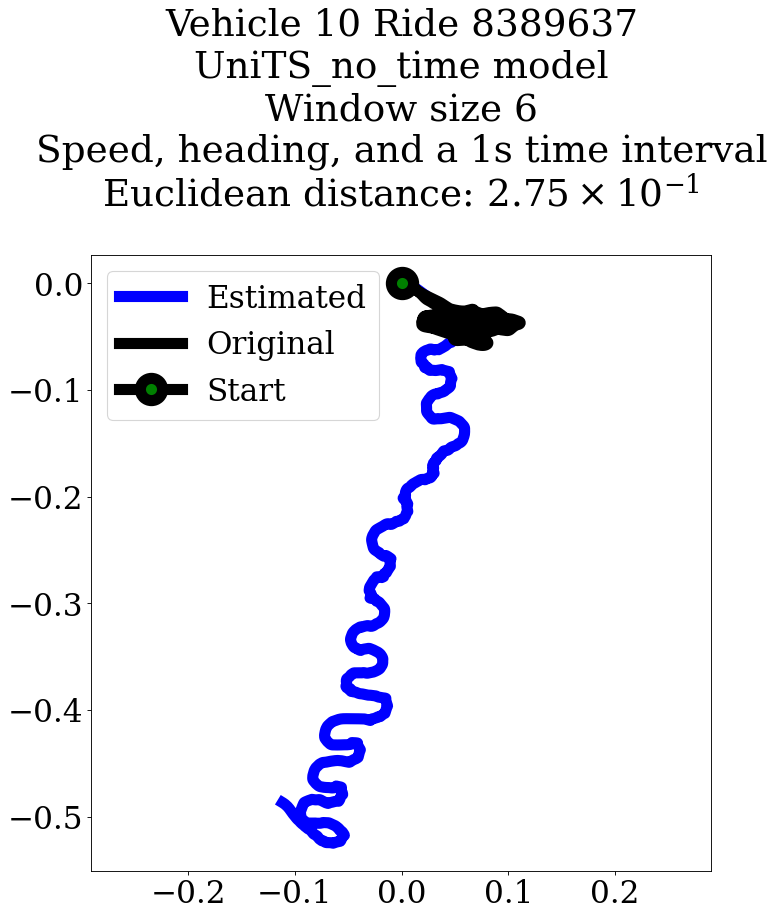 Vehicle 10 Ride 8389637
UniTS_no_time model
Window size 6
Speed, heading, and a 1s time interval
Euclidean distance: 2.75 × 10⁻¹
Estimated
Original
Start
0.0
−0.1
−0.2
−0.3
−0.4
−0.5
−0.2 −0.1 0.0 0.1 0.2